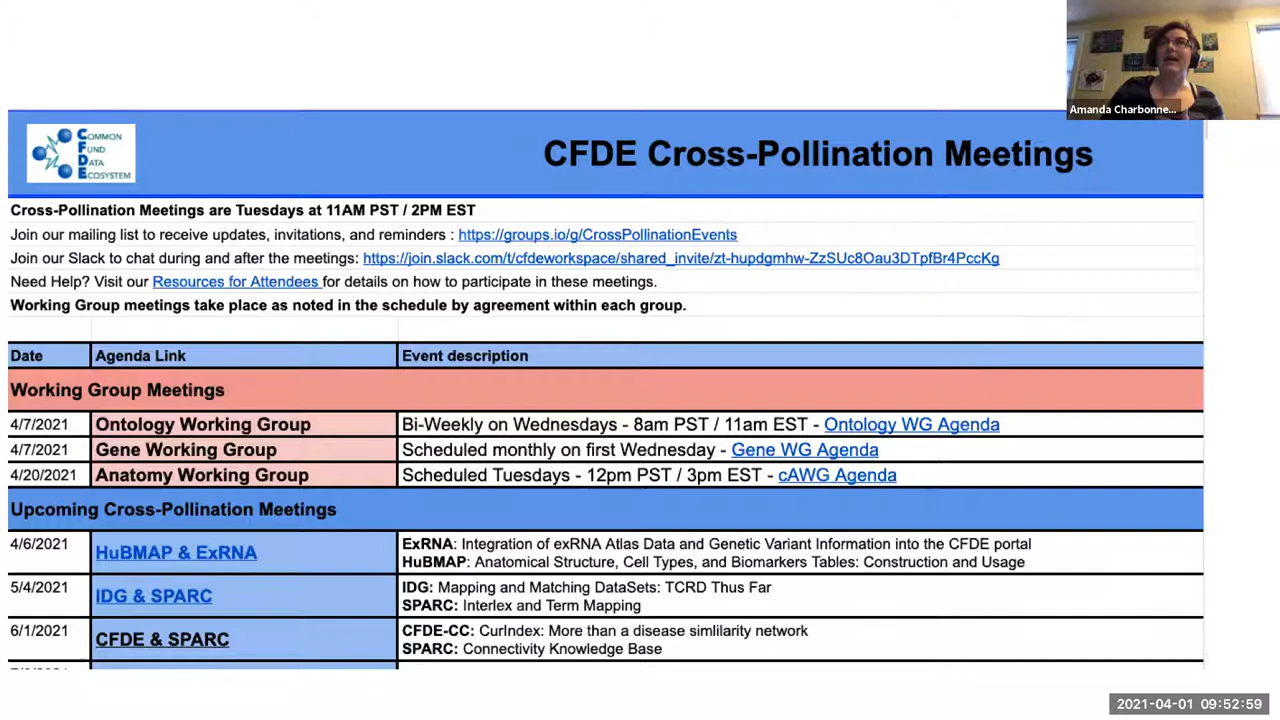 Amanda Charbonne...
COMMON
FUND
DATA
ECOSYSTEM
CFDE Cross-Pollination Meetings
Cross-Pollination Meetings are Tuesdays at 11AM PST / 2PM EST
Join our mailing list to receive updates, invitations, and reminders : https://groups.io/g/CrossPollinationEvents
Join our Slack to chat during and after the meetings: https://join.slack.com/t/cfdeworkspace/shared_invite/zt-hupdgmhw-ZzSUc8Oau3DTpfBr4PccKg
Need Help? Visit our Resources for Attendees for details on how to participate in these meetings.
Working Group meetings take place as noted in the schedule by agreement within each group.
Date Agenda Link Event description
Working Group Meetings
4/7/2021 Ontology Working Group Bi-Weekly on Wednesdays - 8am PST / 11am EST - Ontology WG Agenda
4/7/2021 Gene Working Group Scheduled monthly on first Wednesday - Gene WG Agenda
4/20/2021 Anatomy Working Group Scheduled Tuesdays - 12pm PST / 3pm EST - cAWG Agenda
Upcoming Cross-Pollination Meetings
4/6/2021 HuBMAP & ExRNA ExRNA: Integration of exRNA Atlas Data and Genetic Variant Information into the CFDE portal
HuBMAP: Anatomical Structure, Cell Types, and Biomarkers Tables: Construction and Usage
5/4/2021 IDG & SPARC IDG: Mapping and Matching DataSets: TCRD Thus Far
SPARC: Interlex and Term Mapping
6/1/2021 CFDE & SPARC CFDE-CC: CurIndex: More than a disease simlilarity network
SPARC: Connectivity Knowledge Base
2021-04-01 09:52:59